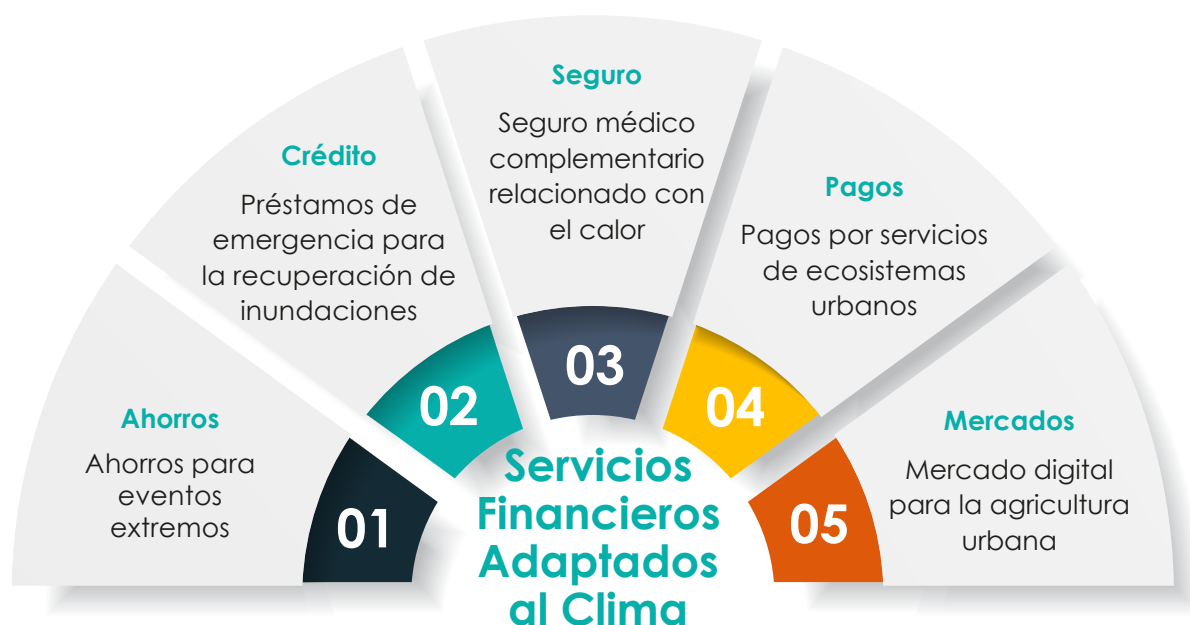 Seguro
Seguro médico
complementario
relacionado con
el calor
Crédito
Préstamos de
emergencia para
la recuperación de
inundaciones
Pagos
Pagos por servicios
de ecosistemas
urbanos
Ahorros
Ahorros para
eventos
extremos
Mercados
Mercado digital
para la agricultura
urbana
01
02
03
04
05
Servicios
Financieros
Adaptados
al Clima